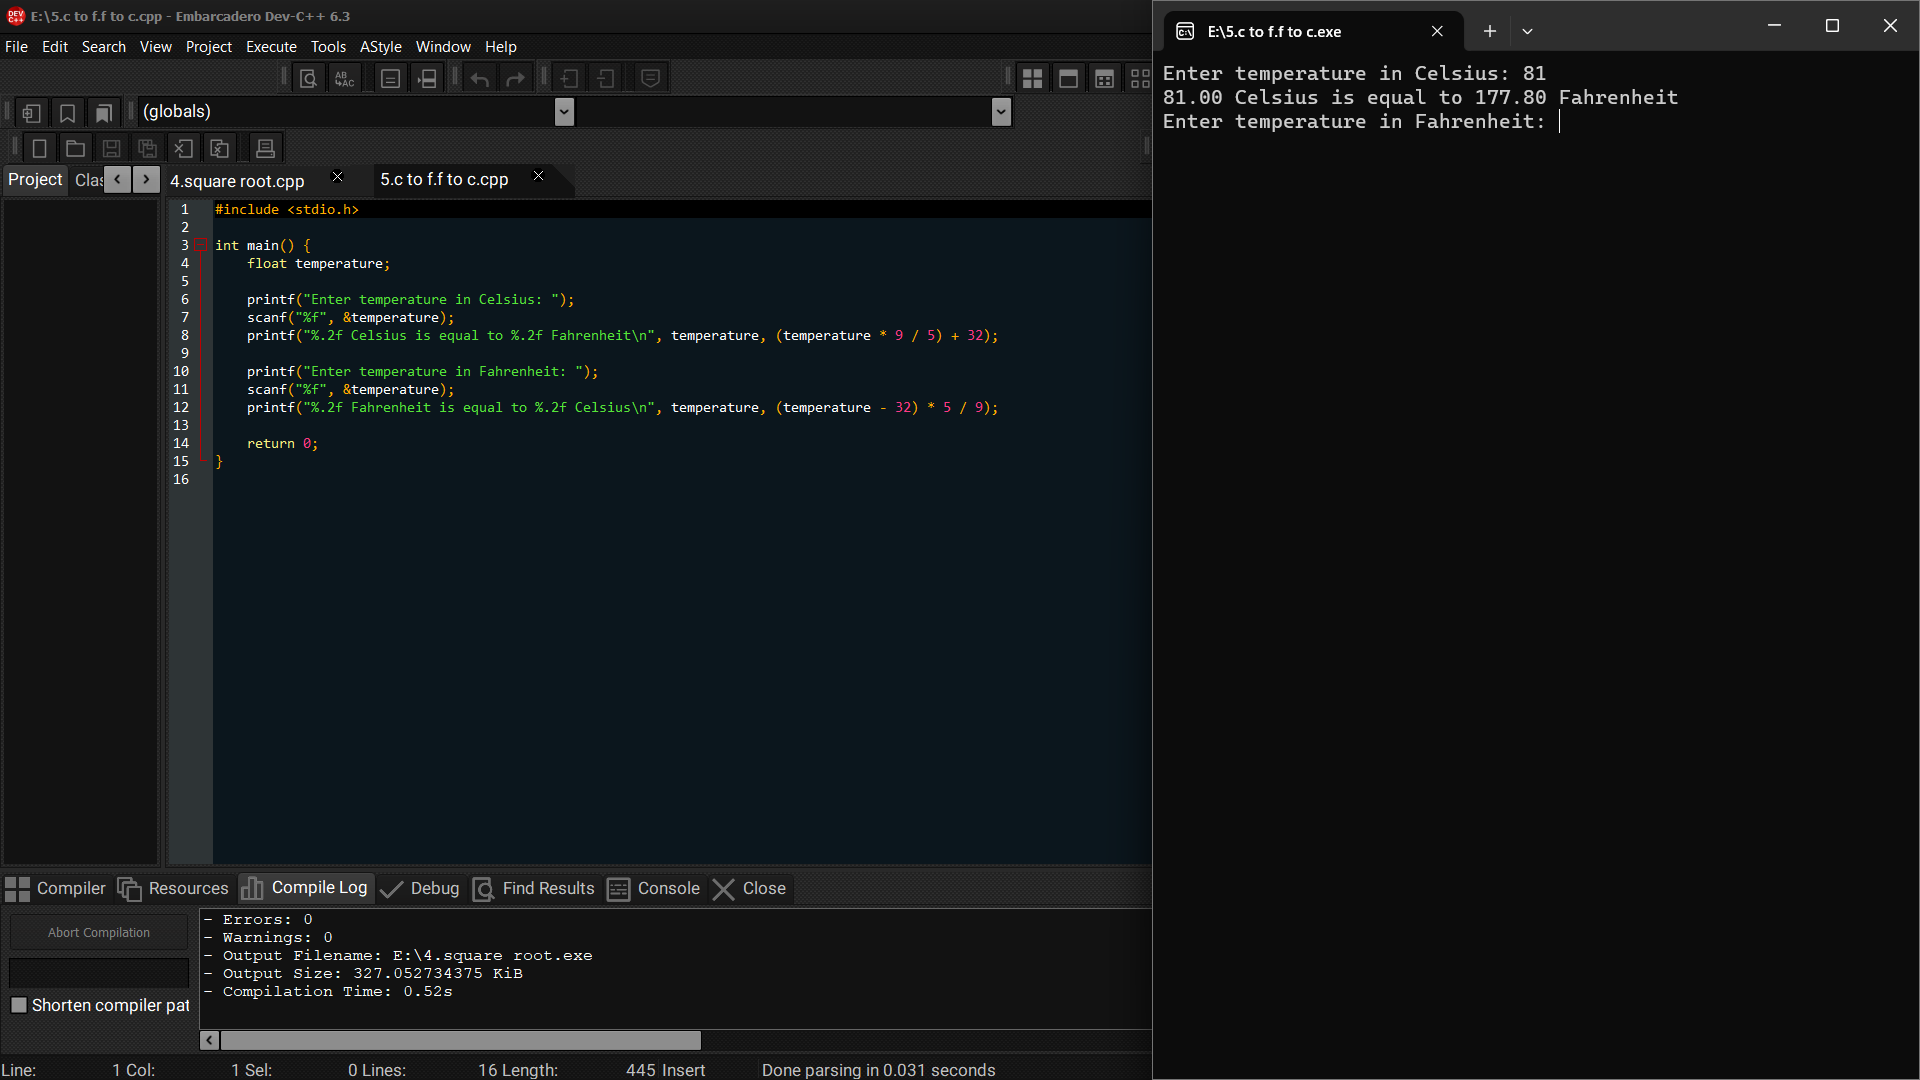 E:\5.c to f.f to c.cpp - Embarcadero Dev-C++ 6.3
File Edit Search View Project Execute Tools AStyle Window Help
(globals)
Project Clas
4.square root.cpp
5.c to f.f to c.cpp
1 #include <stdio.h>
2
3 int main() {
4     float temperature;
5
6     printf("Enter temperature in Celsius: ");
7     scanf("%f", &temperature);
8     printf("%.2f Celsius is equal to %.2f Fahrenheit\n", temperature, (temperature * 9 / 5) + 32);
9
10     printf("Enter temperature in Fahrenheit: ");
11     scanf("%f", &temperature);
12     printf("%.2f Fahrenheit is equal to %.2f Celsius\n", temperature, (temperature - 32) * 5 / 9);
13
14     return 0;
15 }
16
Compiler Resources Compile Log Debug Find Results Console Close
Abort Compilation
Shorten compiler pat
- Errors: 0
- Warnings: 0
- Output Filename: E:\4.square root.exe
- Output Size: 327.052734375 KiB
- Compilation Time: 0.52s
Line: 1 Col: 1 Sel: 0 Lines: 16 Length: 445 Insert Done parsing in 0.031 seconds
E:\5.c to f.f to c.exe
Enter temperature in Celsius: 81
81.00 Celsius is equal to 177.80 Fahrenheit
Enter temperature in Fahrenheit: